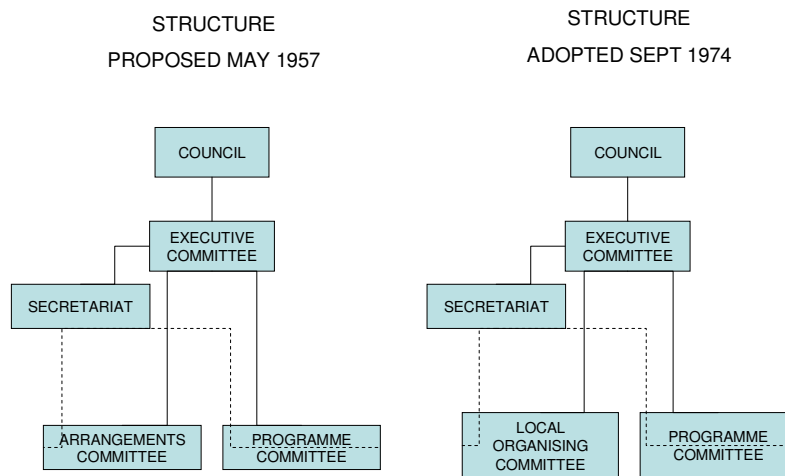 STRUCTURE
PROPOSED MAY 1957
COUNCIL
EXECUTIVE
COMMITTEE
SECRETARIAT
ARRANGEMENTS
COMMITTEE
PROGRAMME
COMMITTEE
STRUCTURE
ADOPTED SEPT 1974
COUNCIL
EXECUTIVE
COMMITTEE
SECRETARIAT
LOCAL
ORGANISING
COMMITTEE
PROGRAMME
COMMITTEE